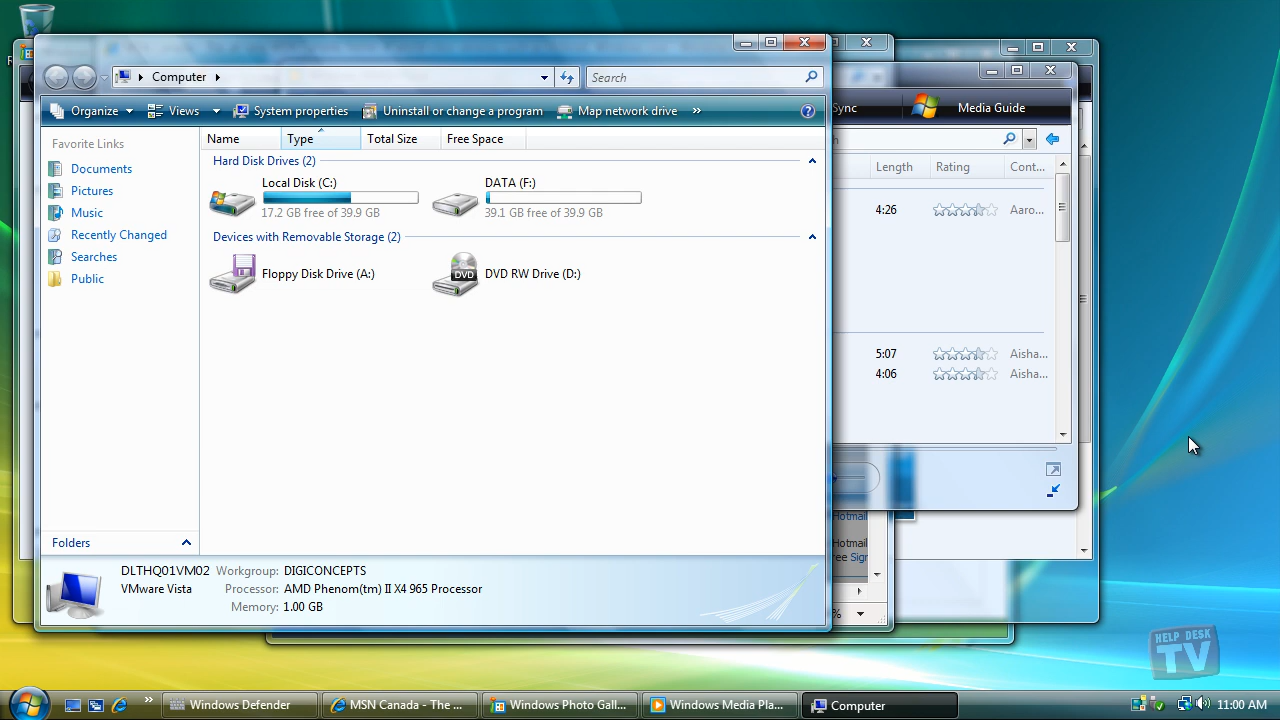 Computer
Search
Organize
Views
System properties
Uninstall or change a program
Map network drive
»
Favorite Links
Documents
Pictures
Music
Recently Changed
Searches
Public
Folders
Name
Type
Total Size
Free Space
Hard Disk Drives (2)
Local Disk (C:)
17.2 GB free of 39.9 GB
DATA (F:)
39.1 GB free of 39.9 GB
Devices with Removable Storage (2)
Floppy Disk Drive (A:)
DVD
DVD RW Drive (D:)
DLTHQ01VM02
Workgroup: DIGICONCEPTS
VMware Vista
Processor: AMD Phenom(tm) II X4 965 Processor
Memory: 1.00 GB
Sync
Media Guide
Length
Rating
Cont...
4:26
Aaro...
5:07
Aisha...
4:06
Aisha...
Hotmail
Hotmail
Sign
%
HELP DESK
TV
»
Windows Defender
MSN Canada - The ...
Windows Photo Gall...
Windows Media Pla...
Computer
11:00 AM